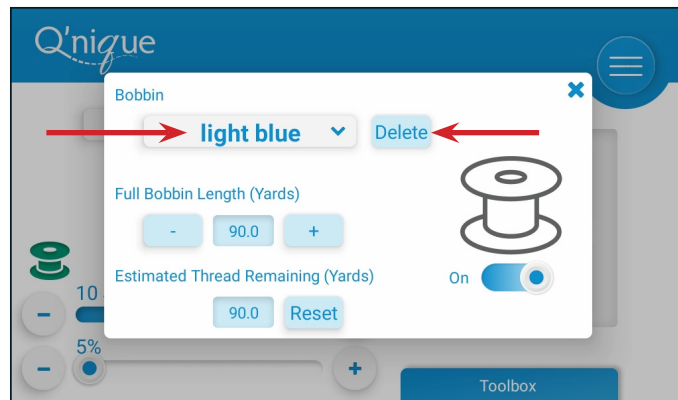 Q'nique
Bobbin
light blue
Delete
Full Bobbin Length (Yards)
- 90.0 +
Estimated Thread Remaining (Yards)
On
90.0 Reset
10
5%
Toolbox